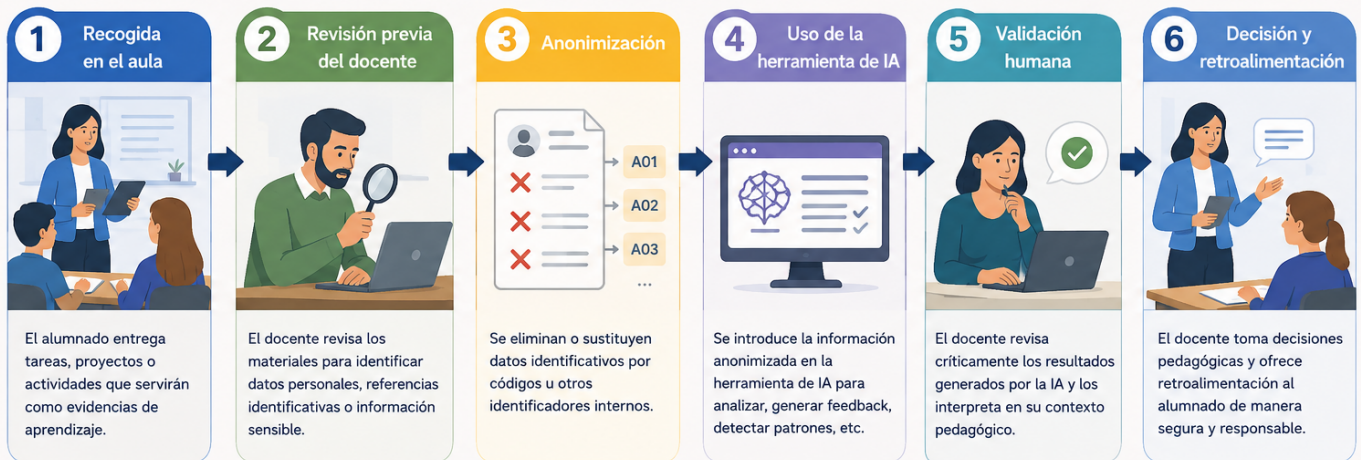 1
Recogida
en el aula
El alumnado entrega
tareas, proyectos o
actividades que servirán
como evidencias de
aprendizaje.
2
Revisión previa
del docente
El docente revisa los
materiales para identificar
datos personales, referencias
identificativas o información
sensible.
3
Anonimización
A01
A02
A03
...
Se eliminan o sustituyen
datos identificativos por
códigos u otros
identificadores internos.
4
Uso de la
herramienta de IA
Se introduce la información
anonimizada en la
herramienta de IA para
analizar, generar feedback,
detectar patrones, etc.
5
Validación
humana
El docente revisa
críticamente los resultados
generados por la IA y los
interpreta en su contexto
pedagógico.
6
Decisión y
retroalimentación
El docente toma decisiones
pedagógicas y ofrece
retroalimentación al
alumnado de manera
segura y responsable.